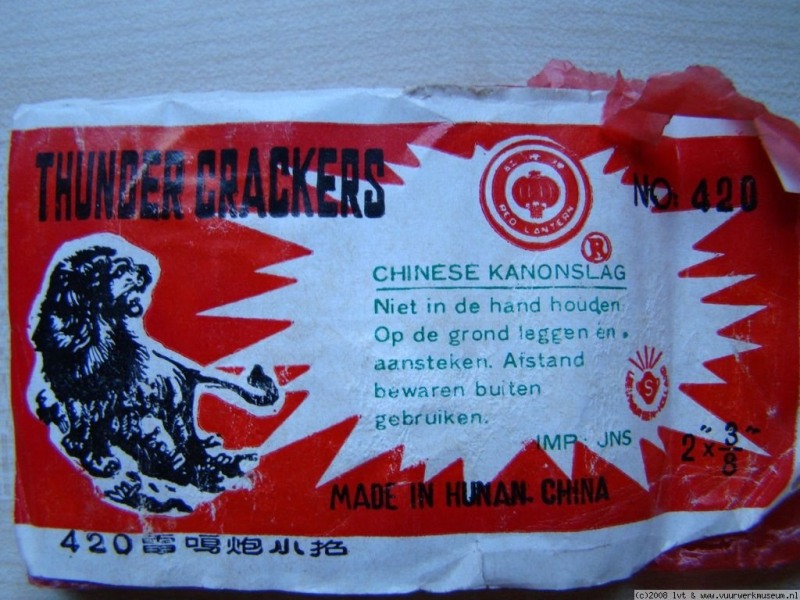 THUNDER CRACKERS
RED LANTERN
NO: 420
®
CHINESE KANONSLAG
Niet in de hand houden
Op de grond leggen én
aansteken. Afstand
bewaren buiten
gebruiken.
S
IMP. JNS
2" × 3/8"
MADE IN HUNAN. CHINA
420雷鸣炮小包
(c)2008 lvt & www.vuurwerkmuseum.nl